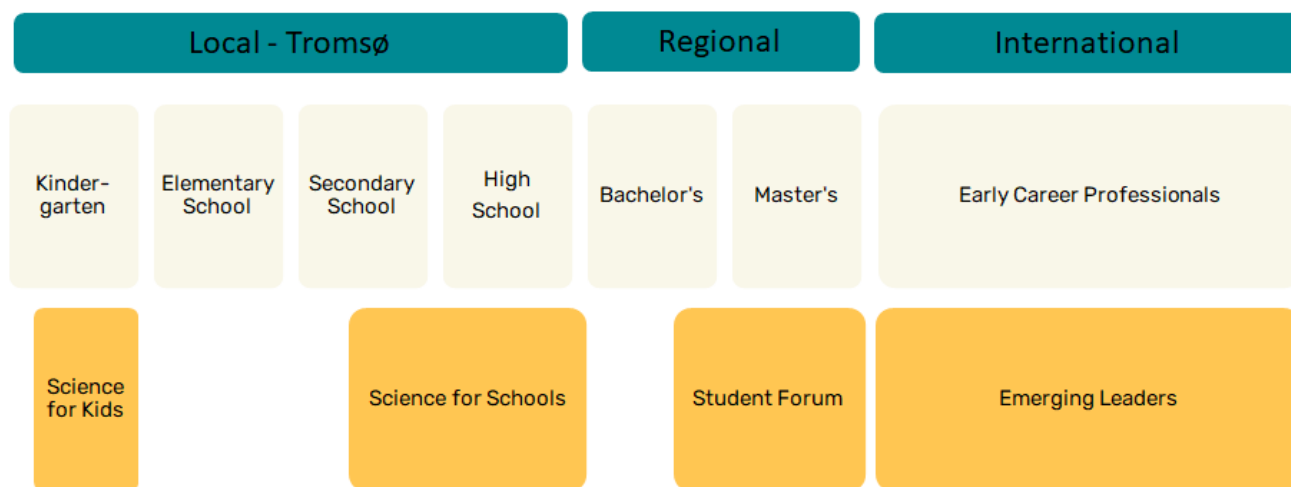 Local - Tromsø
Regional
International
Kinder-
garten
Elementary
School
Secondary
School
High
School
Bachelor's
Master's
Early Career Professionals
Science
for Kids
Science for Schools
Student Forum
Emerging Leaders